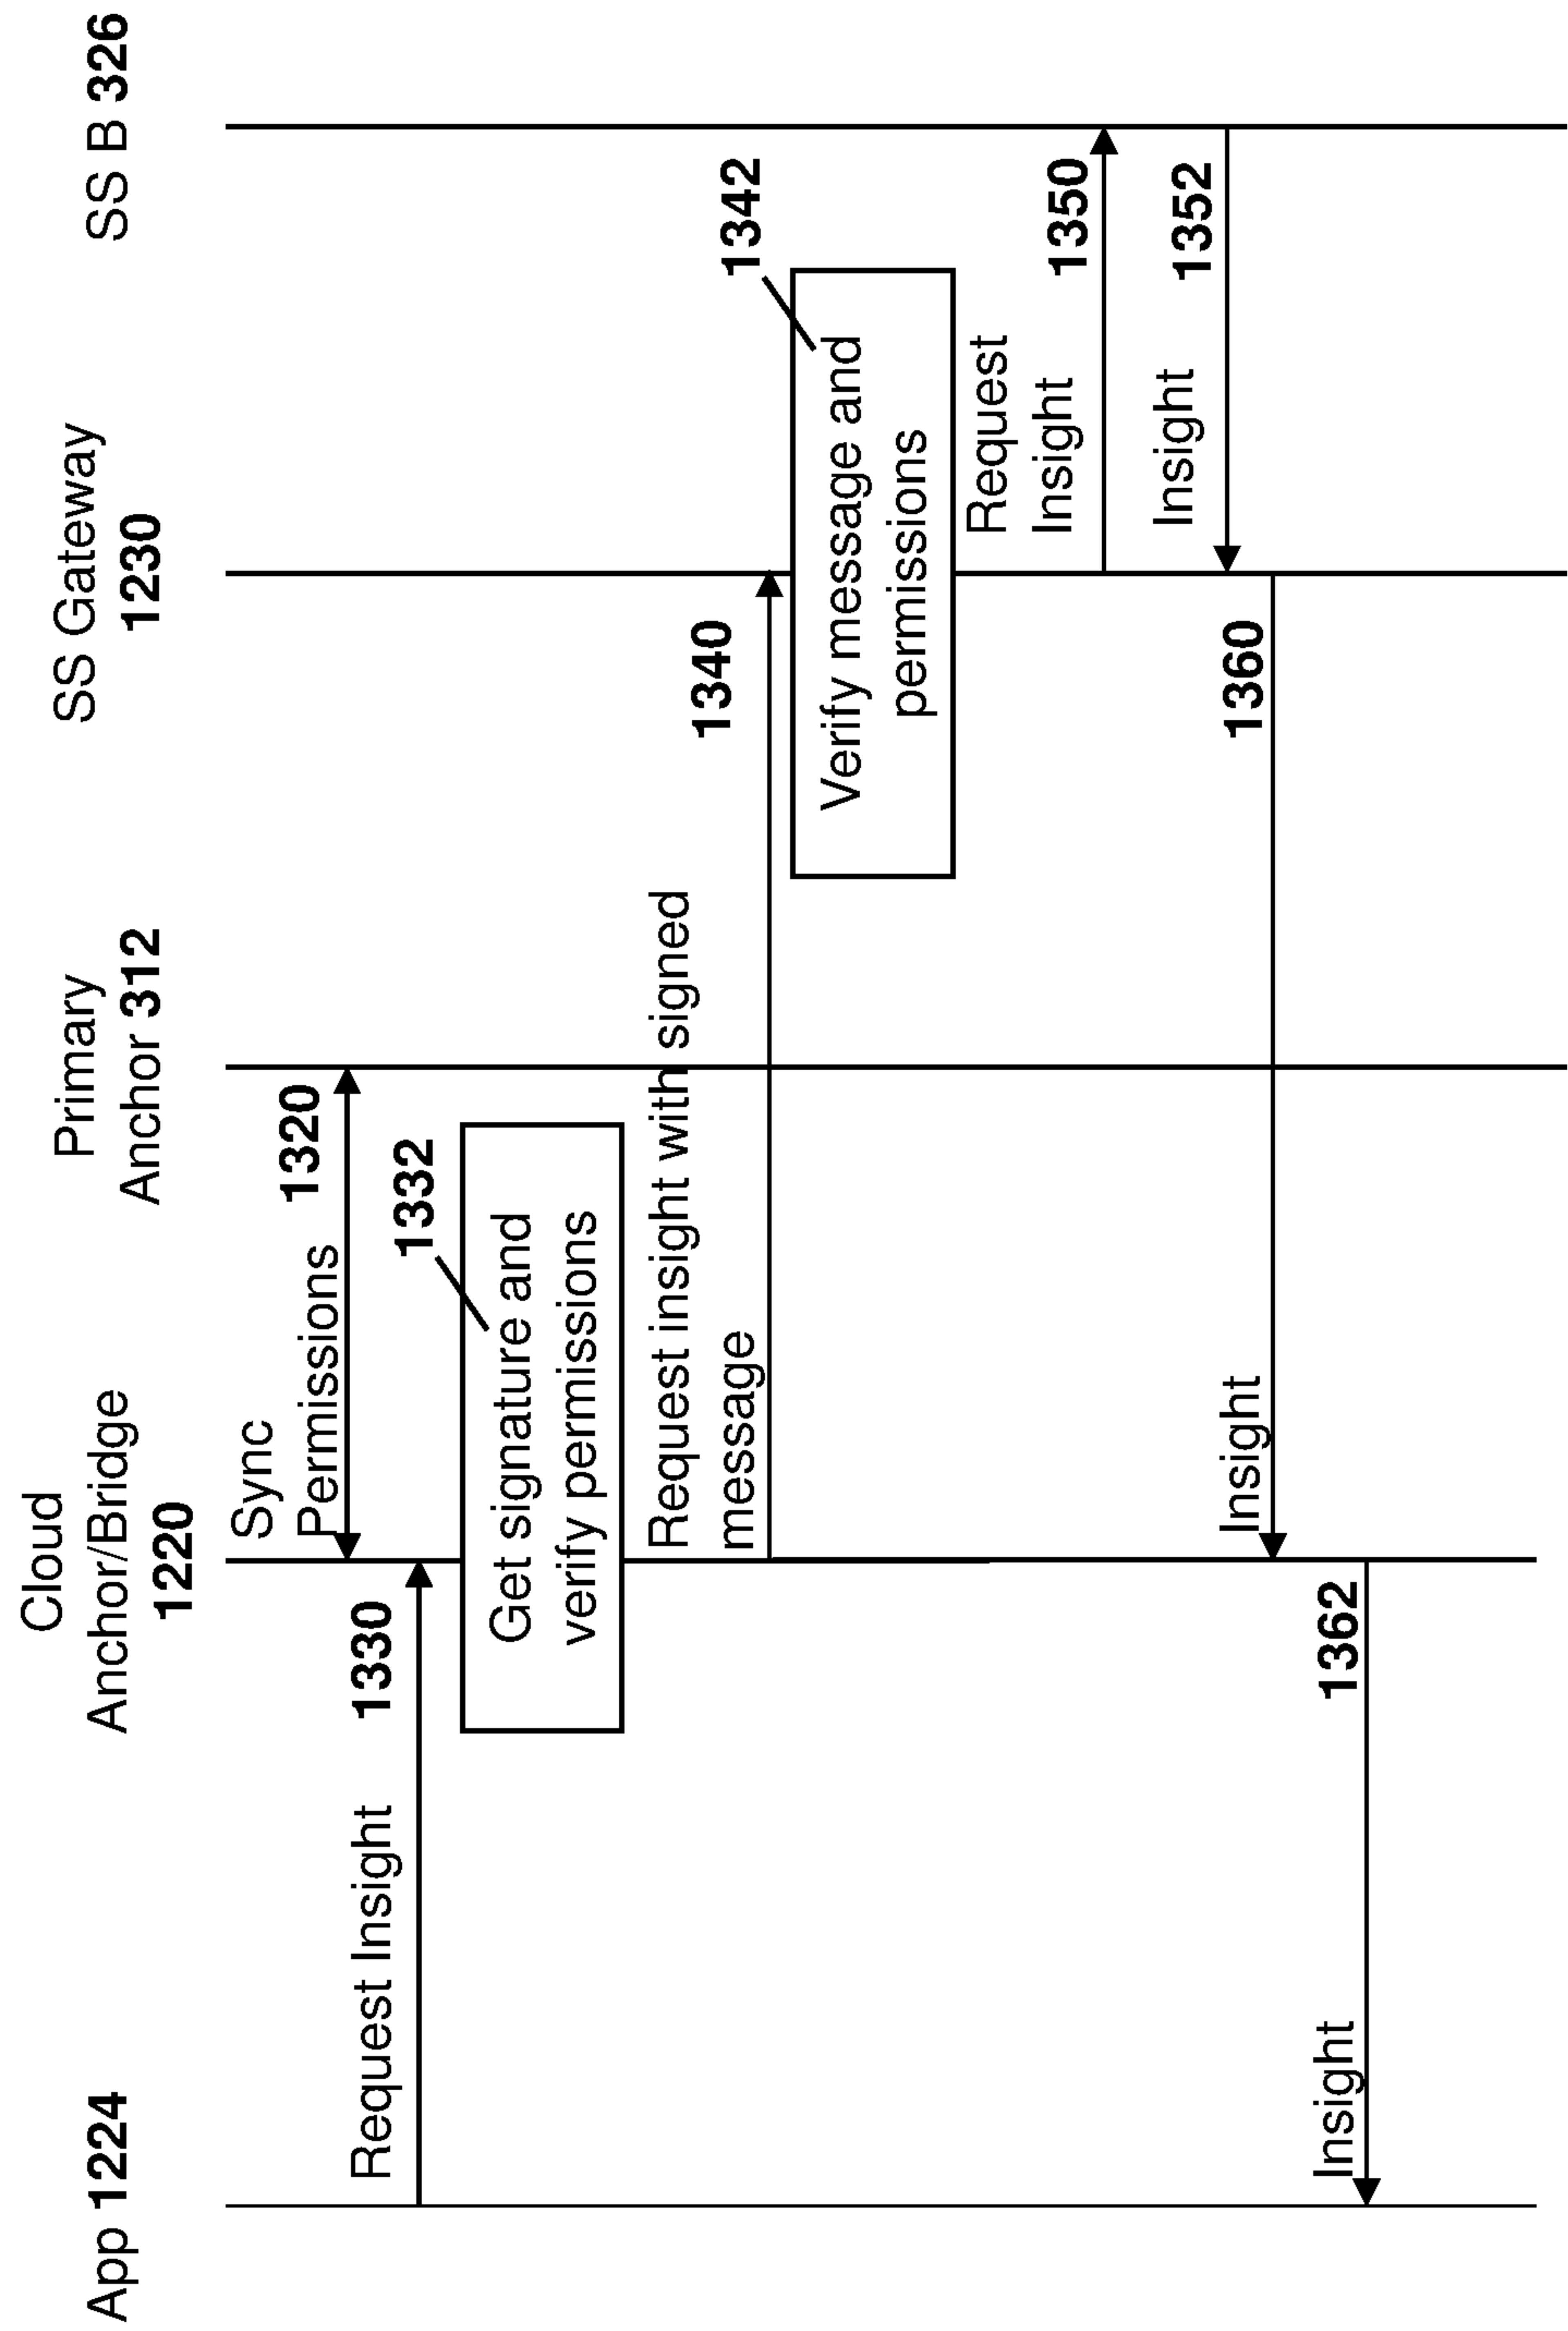 App 1224
Cloud
Anchor/Bridge
1220
Primary
Anchor 312
SS Gateway
1230
SS B 326
Sync
Permissions
1320
Request Insight
1330
1332
Get signature and
verify permissions
Request insight with signed
message
1340
1342
Verify message and
permissions
Request
Insight
1350
Insight
1352
Insight
1360
Insight
1362